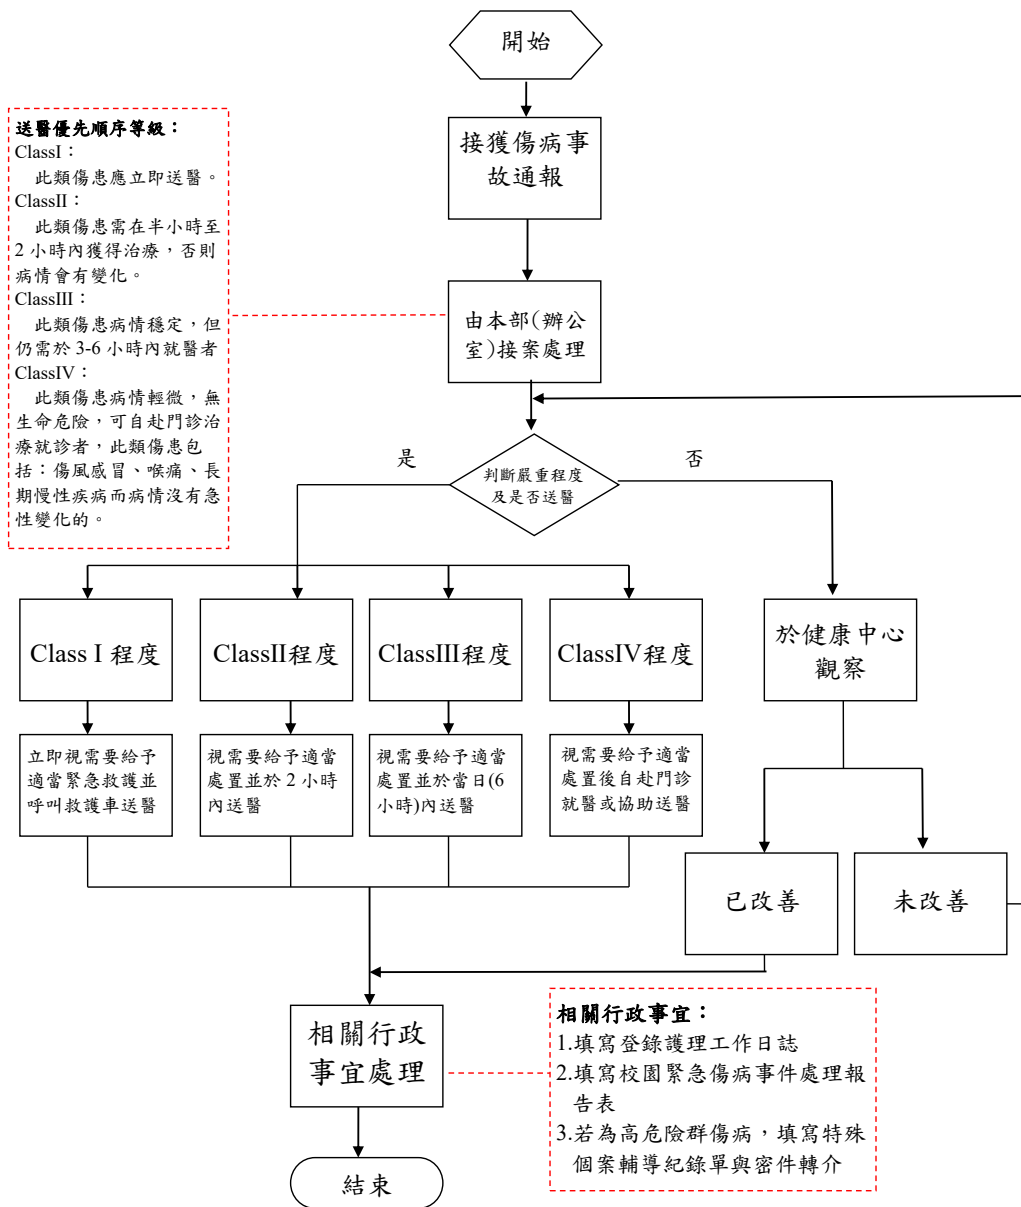 開始
接獲傷病事
故通報
送醫優先順序等級：
ClassI：
此類傷患應立即送醫。
ClassII：
此類傷患需在半小時至
2 小時內獲得治療，否則
病情會有變化。
ClassIII：
此類傷患病情穩定，但
仍需於 3-6 小時內就醫者
ClassIV：
此類傷患病情輕微，無
生命危險，可自赴門診治
療就診者，此類傷患包
括：傷風感冒、喉痛、長
期慢性疾病而病情沒有急
性變化的。
由本部(辦公
室)接案處理
是
判斷嚴重程度
及是否送醫
否
Class I 程度
ClassII程度
ClassIII程度
ClassIV程度
於健康中心
觀察
立即視需要給予
適當緊急救護並
呼叫救護車送醫
視需要給予適當
處置並於 2 小時
內送醫
視需要給予適當
處置並於當日(6
小時)內送醫
視需要給予適當
處置後自赴門診
就醫或協助送醫
已改善
未改善
相關行政
事宜處理
相關行政事宜：
1.填寫登錄護理工作日誌
2.填寫校園緊急傷病事件處理報
告表
3.若為高危險群傷病，填寫特殊
個案輔導紀錄單與密件轉介
結束